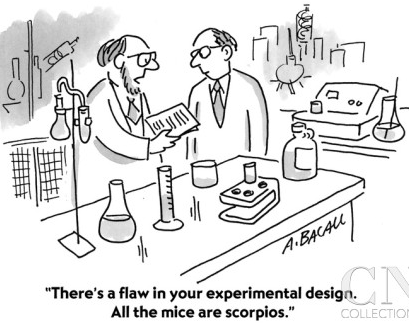 A. BACALL
"There's a flaw in your experimental design.
All the mice are scorpios."
CN
COLLECTION